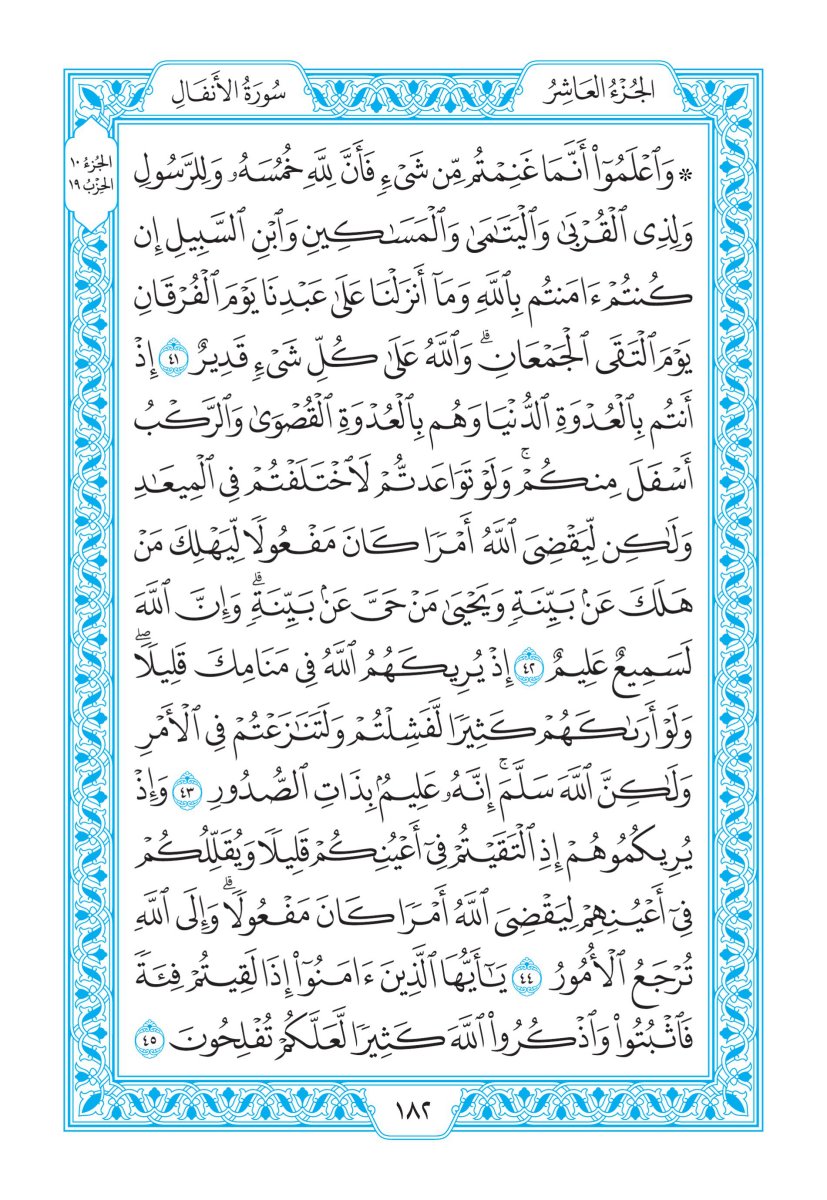 الجُزْءُ العَاشِرُ
سُورَةُ الأَنفَالِ
الجُزءُ ١٠
الحِزْبُ ١٩
* وَٱعۡلَمُوٓاْ أَنَّمَا غَنِمۡتُم مِّن شَيۡءٖ فَأَنَّ لِلَّهِ خُمُسَهُۥ وَلِلرَّسُولِ
وَلِذِي ٱلۡقُرۡبَىٰ وَٱلۡيَتَٰمَىٰ وَٱلۡمَسَٰكِينِ وَٱبۡنِ ٱلسَّبِيلِ إِن
كُنتُمۡ ءَامَنتُم بِٱللَّهِ وَمَآ أَنزَلۡنَا عَلَىٰ عَبۡدِنَا يَوۡمَ ٱلۡفُرۡقَانِ
يَوۡمَ ٱلۡتَقَى ٱلۡجَمۡعَانِۗ وَٱللَّهُ عَلَىٰ كُلِّ شَيۡءٖ قَدِيرٌ ٤١ إِذۡ
أَنتُم بِٱلۡعُدۡوَةِ ٱلدُّنۡيَا وَهُم بِٱلۡعُدۡوَةِ ٱلۡقُصۡوَىٰ وَٱلرَّكۡبُ
أَسۡفَلَ مِنكُمۡۚ وَلَوۡ تَوَاعَدتُّمۡ لَٱخۡتَلَفۡتُمۡ فِي ٱلۡمِيعَٰدِ
وَلَٰكِن لِّيَقۡضِيَ ٱللَّهُ أَمۡرٗا كَانَ مَفۡعُولٗا لِّيَهۡلِكَ مَنۡ
هَلَكَ عَنۢ بَيِّنَةٖ وَيَحۡيَىٰ مَنۡ حَيَّ عَنۢ بَيِّنَةٖۗ وَإِنَّ ٱللَّهَ
لَسَمِيعٌ عَلِيمٌ ٤٢ إِذۡ يُرِيكَهُمُ ٱللَّهُ فِي مَنَامِكَ قَلِيلٗاۖ
وَلَوۡ أَرَىٰكَهُمۡ كَثِيرٗا لَّفَشِلۡتُمۡ وَلَتَنَٰزَعۡتُمۡ فِي ٱلۡأَمۡرِ
وَلَٰكِنَّ ٱللَّهَ سَلَّمَۚ إِنَّهُۥ عَلِيمُۢ بِذَاتِ ٱلصُّدُورِ ٤٣ وَإِذۡ
يُرِيكُمُوهُمۡ إِذِ ٱلۡتَقَيۡتُمۡ فِيٓ أَعۡيُنِكُمۡ قَلِيلٗا وَيُقَلِّلُكُمۡ
فِيٓ أَعۡيُنِهِمۡ لِيَقۡضِيَ ٱللَّهُ أَمۡرٗا كَانَ مَفۡعُولٗاۗ وَإِلَى ٱللَّهِ
تُرۡجَعُ ٱلۡأُمُورُ ٤٤ يَٰٓأَيُّهَا ٱلَّذِينَ ءَامَنُوٓاْ إِذَا لَقِيتُمۡ فِئَةٗ
فَٱثۡبُتُواْ وَٱذۡكُرُواْ ٱللَّهَ كَثِيرٗا لَّعَلَّكُمۡ تُفۡلِحُونَ ٤٥
١٨٢